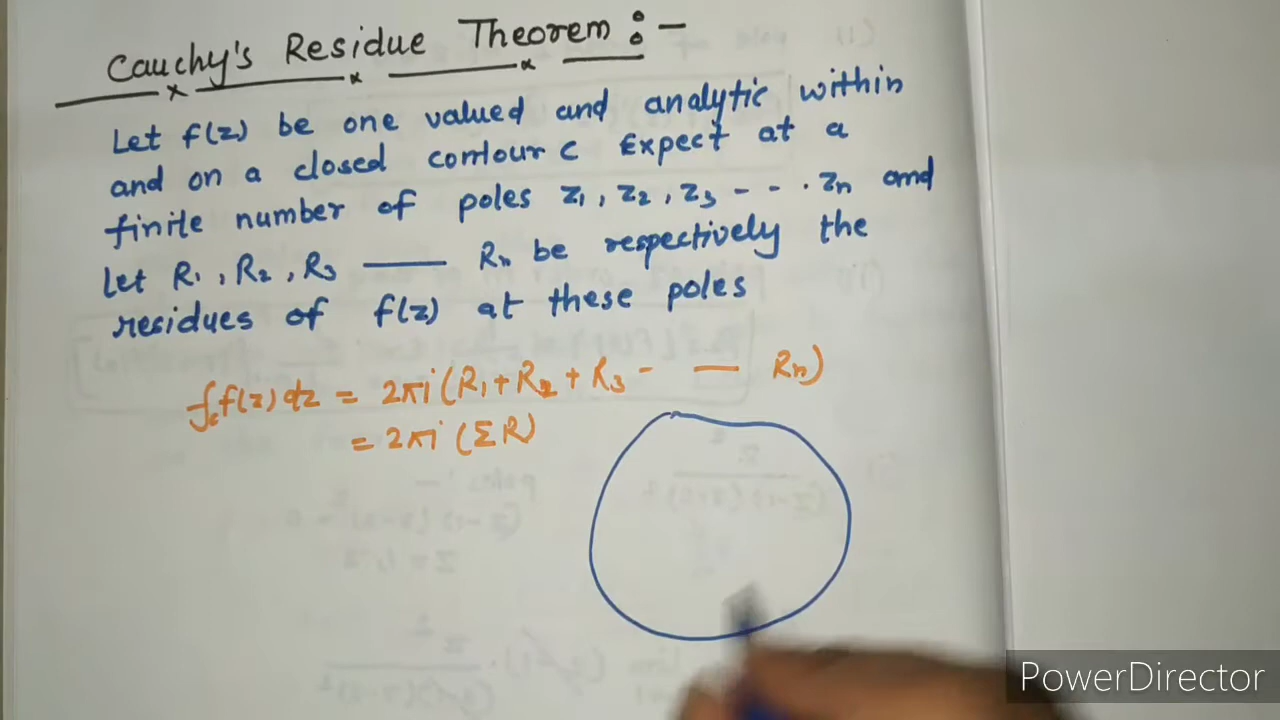 Cauchy's Residue Theorem :-
Let f(z) be one valued and analytic within
and on a closed contour c Expect at a
finite number of poles z₁, z₂, z₃ - - . zₙ and
let R₁, R₂, R₃ —— Rₙ be respectively the
residues of f(z) at these poles
∫c f(z) dz = 2πi (R₁ + R₂ + R₃ - — Rₙ)
= 2πi (ΣR)
PowerDirector